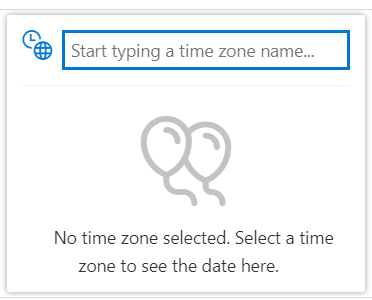 Start typing a time zone name...
No time zone selected. Select a time
zone to see the date here.